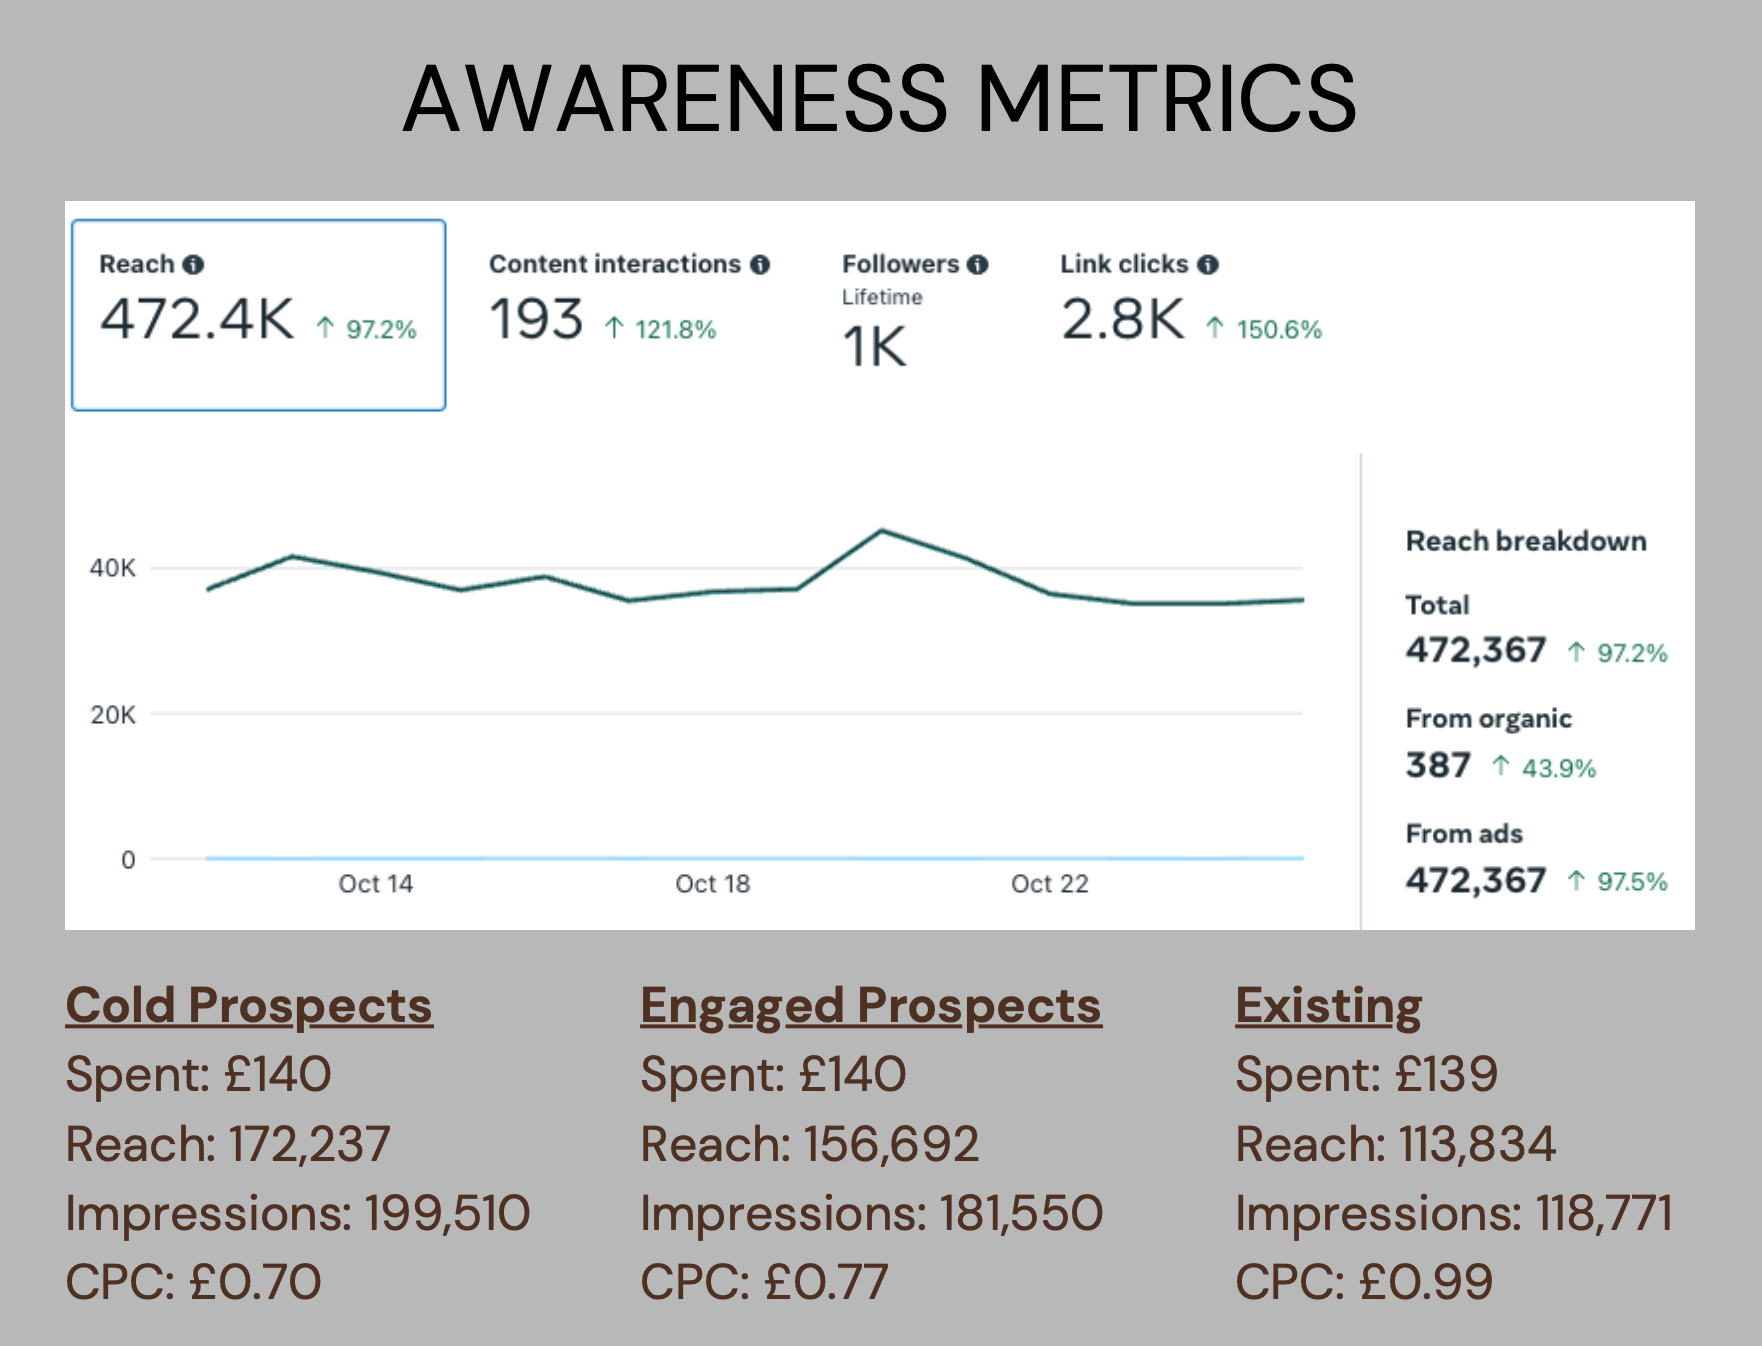 AWARENESS METRICS
Reach
472.4K ↑ 97.2%
Content interactions
193 ↑ 121.8%
Followers
Lifetime
1K
Link clicks
2.8K ↑ 150.6%
40K
20K
0
Oct 14 Oct 18 Oct 22
Reach breakdown
Total
472,367 ↑ 97.2%
From organic
387 ↑ 43.9%
From ads
472,367 ↑ 97.5%
Cold Prospects
Spent: £140
Reach: 172,237
Impressions: 199,510
CPC: £0.70
Engaged Prospects
Spent: £140
Reach: 156,692
Impressions: 181,550
CPC: £0.77
Existing
Spent: £139
Reach: 113,834
Impressions: 118,771
CPC: £0.99